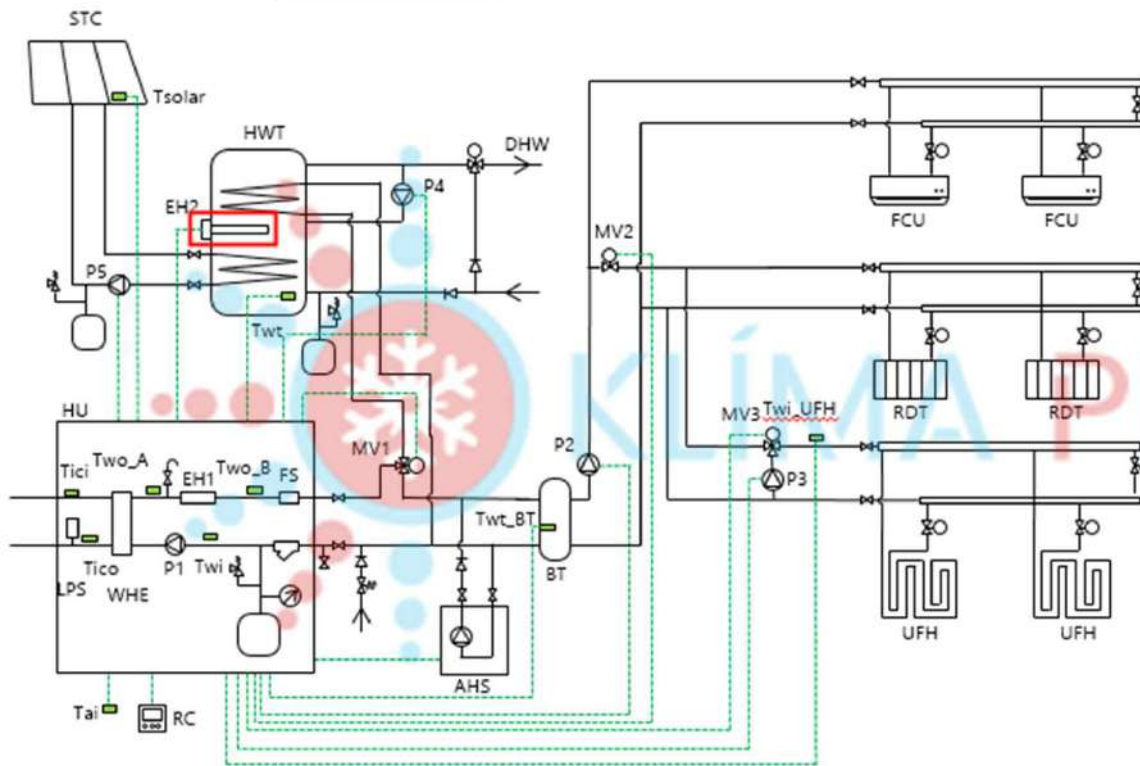 STC
Tsolar
HWT
DHW
P4
EH2
P5
Twt
FCU
FCU
MV2
RDT
RDT
MV3
Twi_UFH
P2
P3
HU
MV1
Tici
Two_A
EH1
Two_B
FS
Twt_BT
BT
LPS
Tico
WHE
P1
Twi
AHS
UFH
UFH
Tai
RC
KLÍMA P